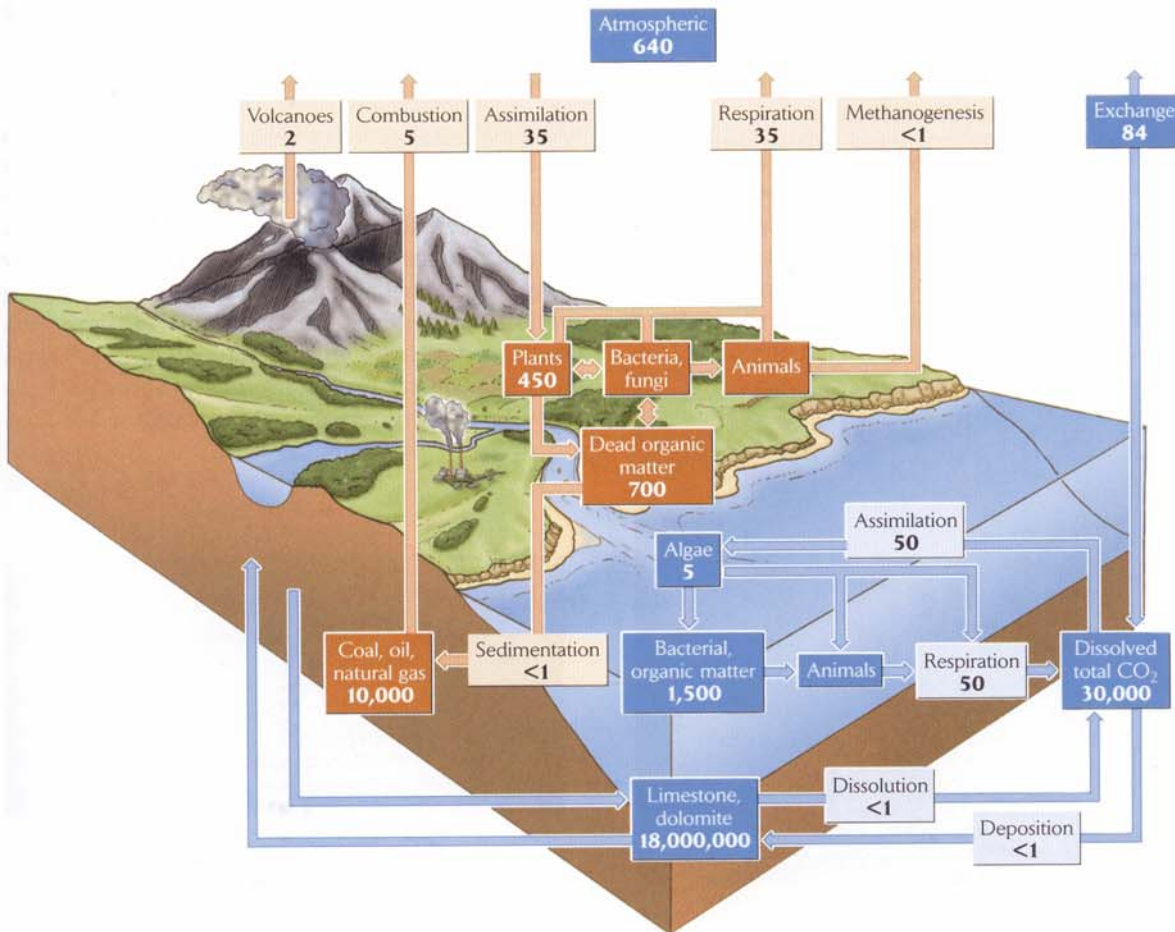 Atmospheric
640
Volcanoes
2
Combustion
5
Assimilation
35
Respiration
35
Methanogenesis
<1
Exchange
84
Plants
450
Bacteria,
fungi
Animals
Dead organic
matter
700
Assimilation
50
Algae
5
Coal, oil,
natural gas
10,000
Sedimentation
<1
Bacterial,
organic matter
1,500
Animals
Respiration
50
Dissolved
total CO₂
30,000
Limestone,
dolomite
18,000,000
Dissolution
<1
Deposition
<1